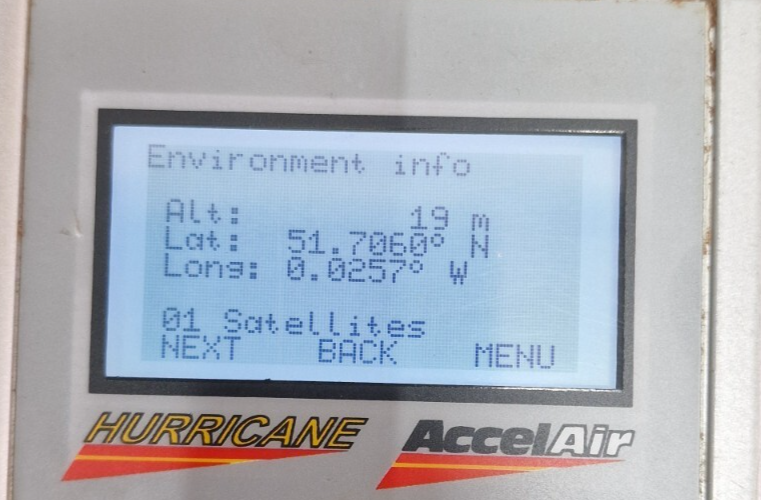 Environment info
Alt: 19 m
Lat: 51.7060° N
Long: 0.0257° W
01 Satellites
NEXT BACK MENU
HURRICANE AccelAir